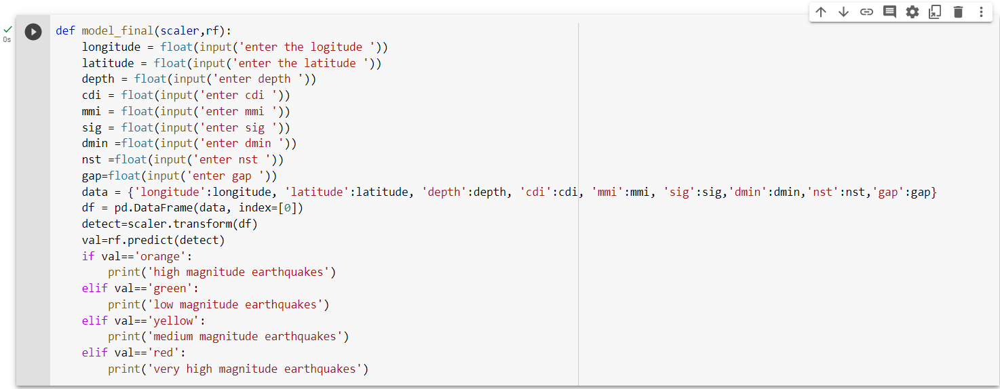 def model_final(scaler,rf):
    longitude = float(input('enter the logitude '))
    latitude = float(input('enter the latitude '))
    depth = float(input('enter depth '))
    cdi = float(input('enter cdi '))
    mmi = float(input('enter mmi '))
    sig = float(input('enter sig '))
    dmin =float(input('enter dmin '))
    nst =float(input('enter nst '))
    gap=float(input('enter gap '))
    data = {'longitude':longitude, 'latitude':latitude, 'depth':depth, 'cdi':cdi, 'mmi':mmi, 'sig':sig,'dmin':dmin,'nst':nst,'gap':gap}
    df = pd.DataFrame(data, index=[0])
    detect=scaler.transform(df)
    val=rf.predict(detect)
    if val=='orange':
        print('high magnitude earthquakes')
    elif val=='green':
        print('low magnitude earthquakes')
    elif val=='yellow':
        print('medium magnitude earthquakes')
    elif val=='red':
        print('very high magnitude earthquakes')
0s